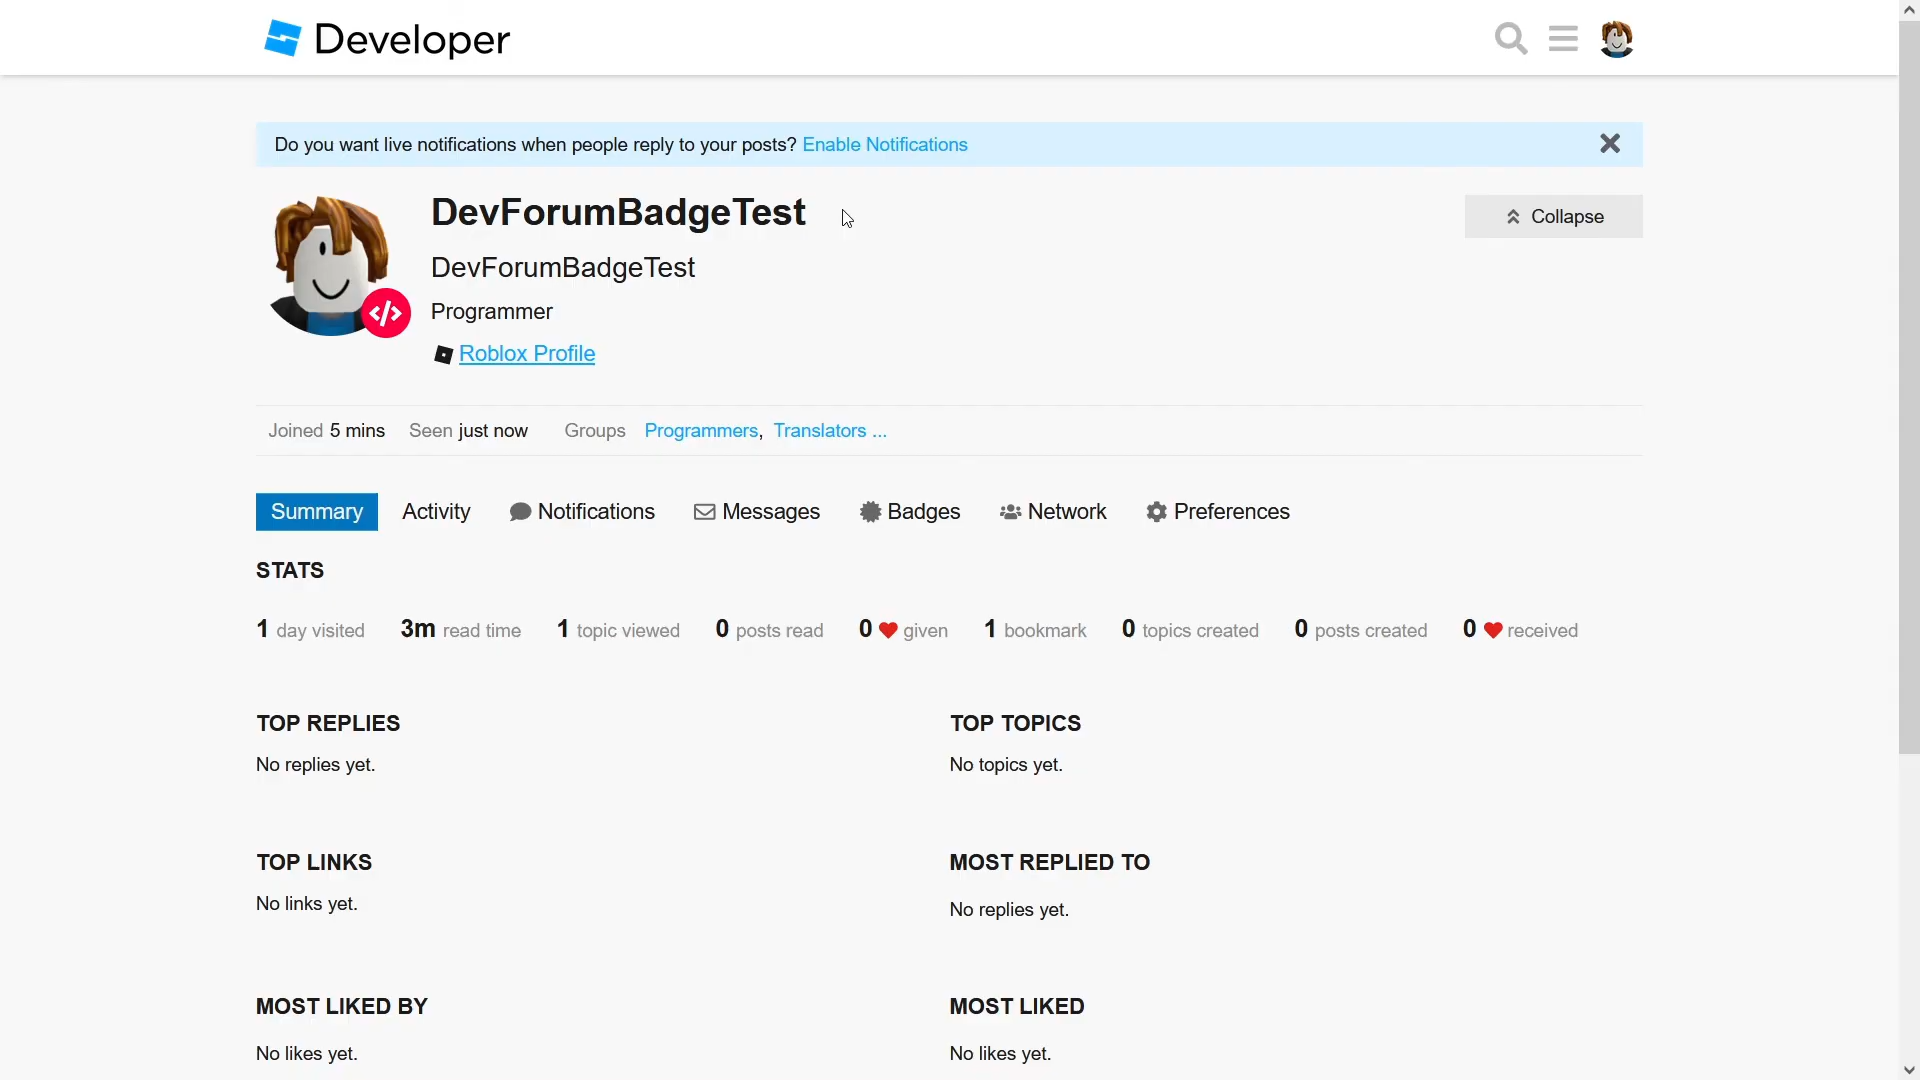 Developer
Do you want live notifications when people reply to your posts? Enable Notifications
DevForumBadgeTest
Collapse
DevForumBadgeTest
</>
Programmer
Roblox Profile
Joined 5 mins Seen just now Groups Programmers, Translators ...
Summary Activity Notifications Messages Badges Network Preferences
STATS
1 day visited 3m read time 1 topic viewed 0 posts read 0 ❤ given 1 bookmark 0 topics created 0 posts created 0 ❤ received
TOP REPLIES
No replies yet.
TOP TOPICS
No topics yet.
TOP LINKS
No links yet.
MOST REPLIED TO
No replies yet.
MOST LIKED BY
No likes yet.
MOST LIKED
No likes yet.